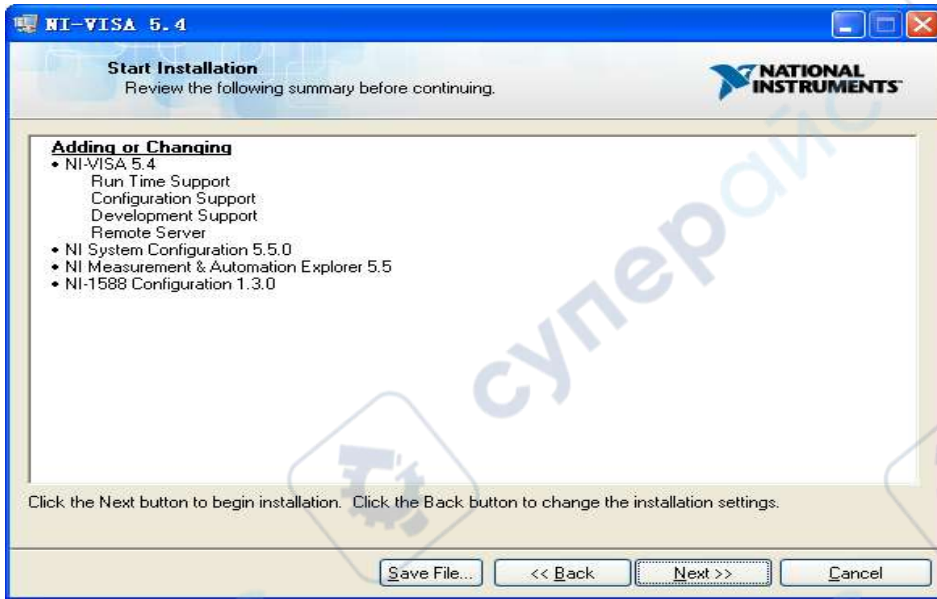 NI-VISA 5.4
Start Installation
Review the following summary before continuing.
NATIONAL
INSTRUMENTS™
Adding or Changing
• NI-VISA 5.4
Run Time Support
Configuration Support
Development Support
Remote Server
• NI System Configuration 5.5.0
• NI Measurement & Automation Explorer 5.5
• NI-1588 Configuration 1.3.0
суперайс
Click the Next button to begin installation. Click the Back button to change the installation settings.
Save File...
<< Back
Next >>
Cancel